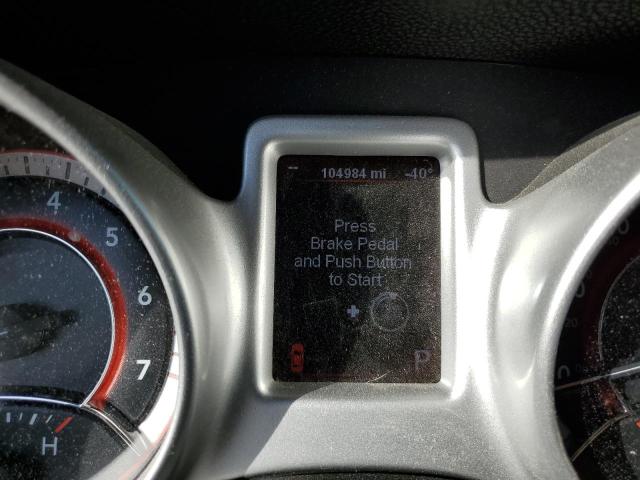 -- 104984 mi -40°
Press
Brake Pedal
and Push Button
to Start
+
P
4
5
6
7
H